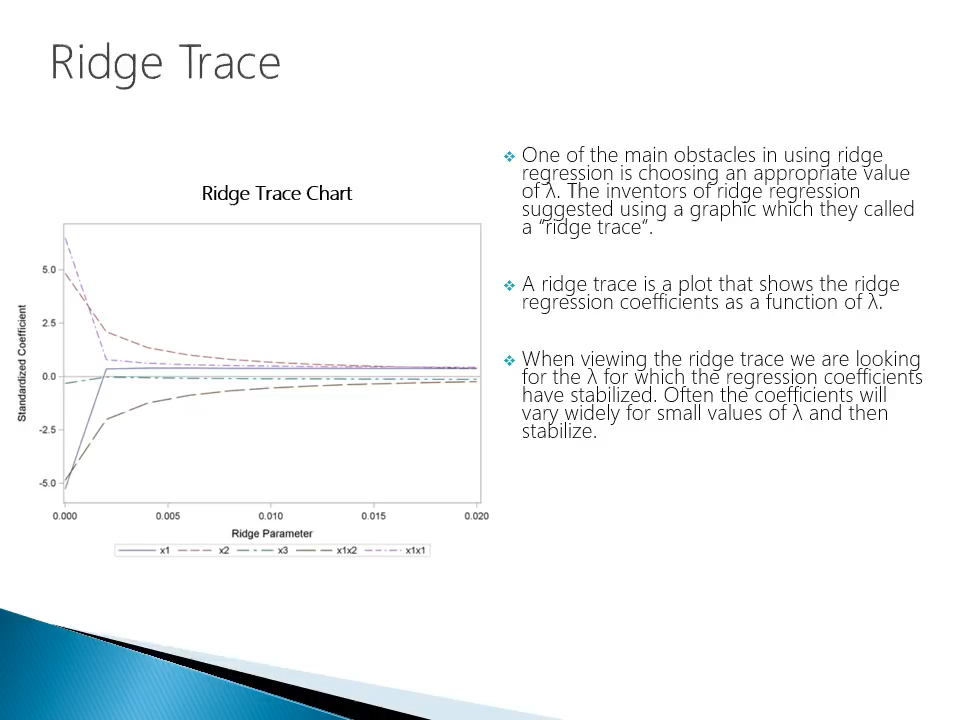 Ridge Trace
Ridge Trace Chart
Standardized Coefficient
5.0
2.5
0.0
-2.5
-5.0
0.000 0.005 0.010 0.015 0.020
Ridge Parameter
x1 x2 x3 x1x2 x1x1
❖ One of the main obstacles in using ridge
regression is choosing an appropriate value
of λ. The inventors of ridge regression
suggested using a graphic which they called
a “ridge trace”.
❖ A ridge trace is a plot that shows the ridge
regression coefficients as a function of λ.
❖ When viewing the ridge trace we are looking
for the λ for which the regression coefficients
have stabilized. Often the coefficients will
vary widely for small values of λ and then
stabilize.